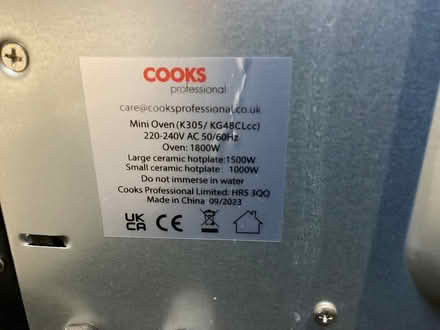 COOKS
professional
care@cooksprofessional.co.uk
Mini Oven (K305/ KG48CLcc)
220-240V AC 50/60Hz
Oven: 1800W
Large ceramic hotplate:1500W
Small ceramic hotplate: 1000W
Do not immerse in water
Cooks Professional Limited: HR5 3QQ
Made in China 09/2023
UK
CA CE